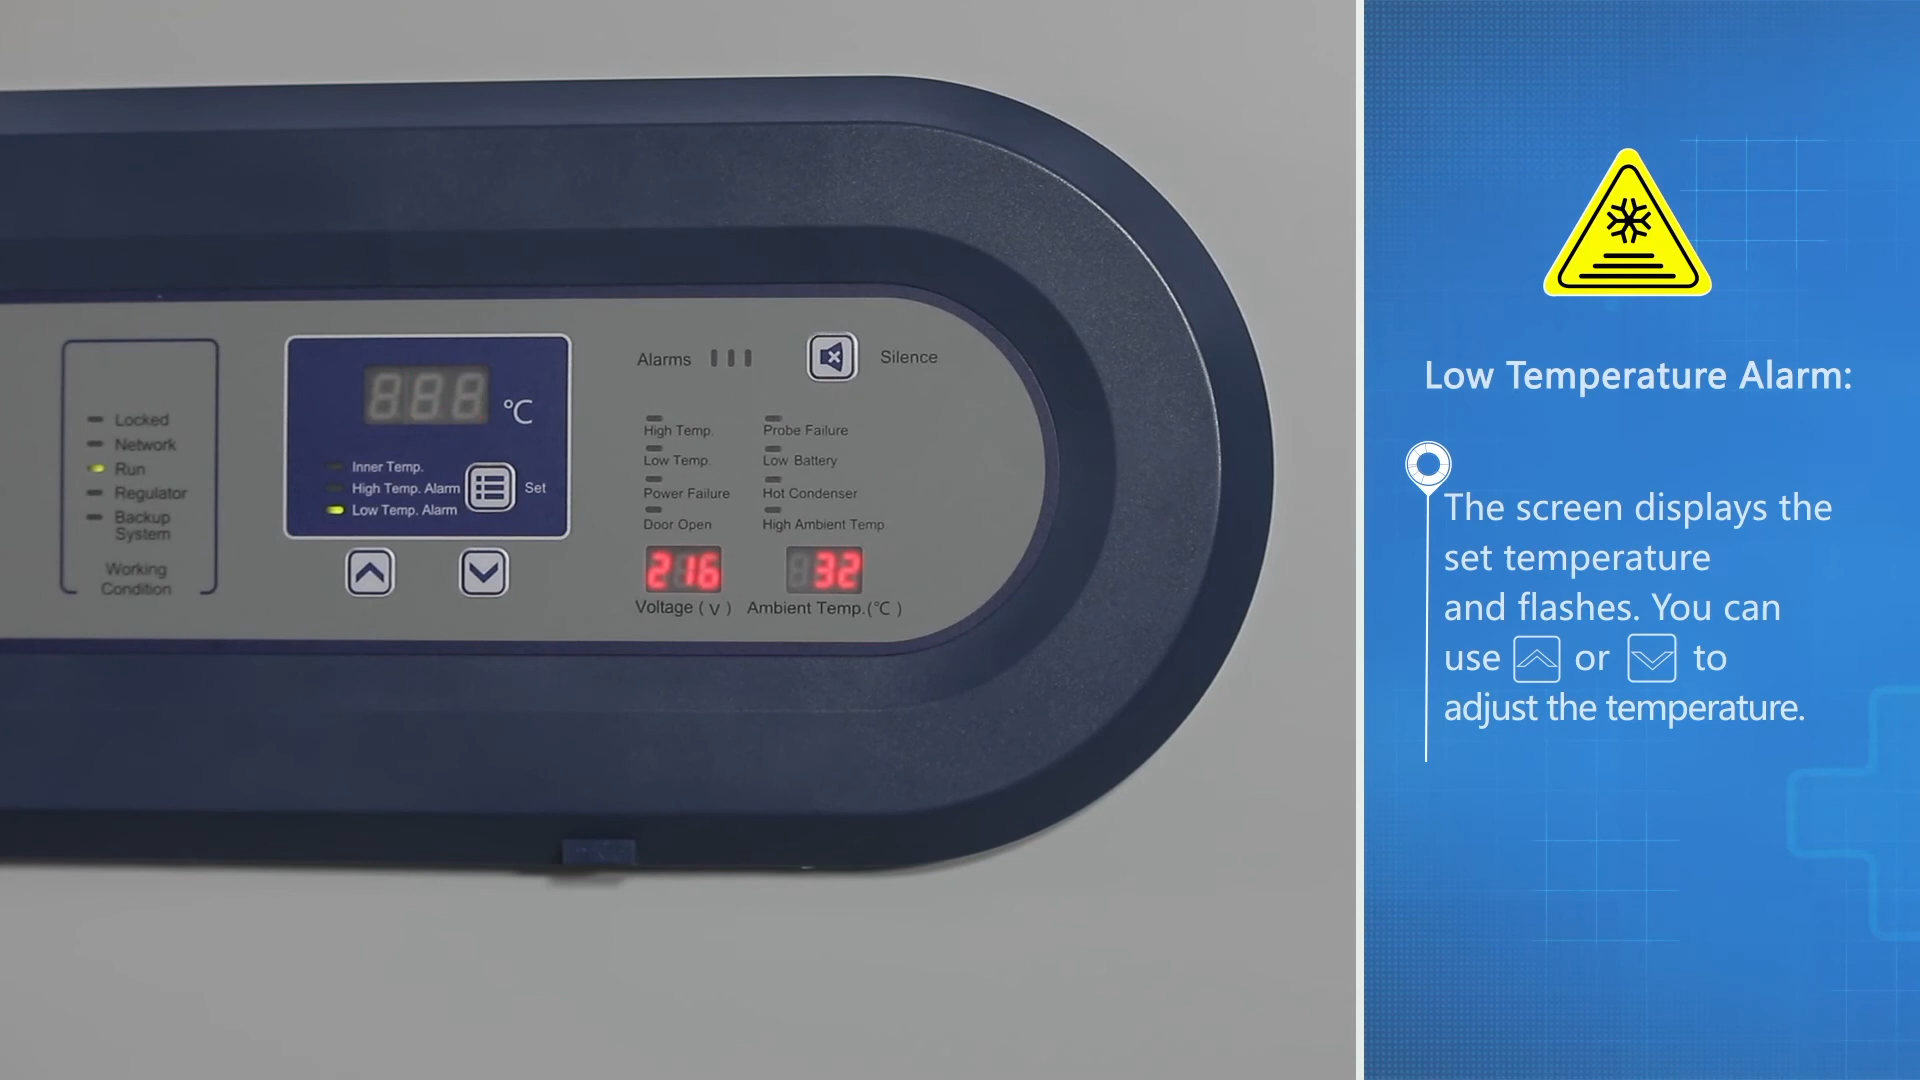 Locked
Network
Run
Regulator
Backup
System
Working
Condition
°C
Inner Temp.
High Temp. Alarm
Low Temp. Alarm
Set
Alarms
Silence
High Temp.
Probe Failure
Low Temp.
Low Battery
Power Failure
Hot Condenser
Door Open
High Ambient Temp
216
32
Voltage ( V )
Ambient Temp.(°C )
Low Temperature Alarm:
The screen displays the
set temperature
and flashes. You can
use or to
adjust the temperature.